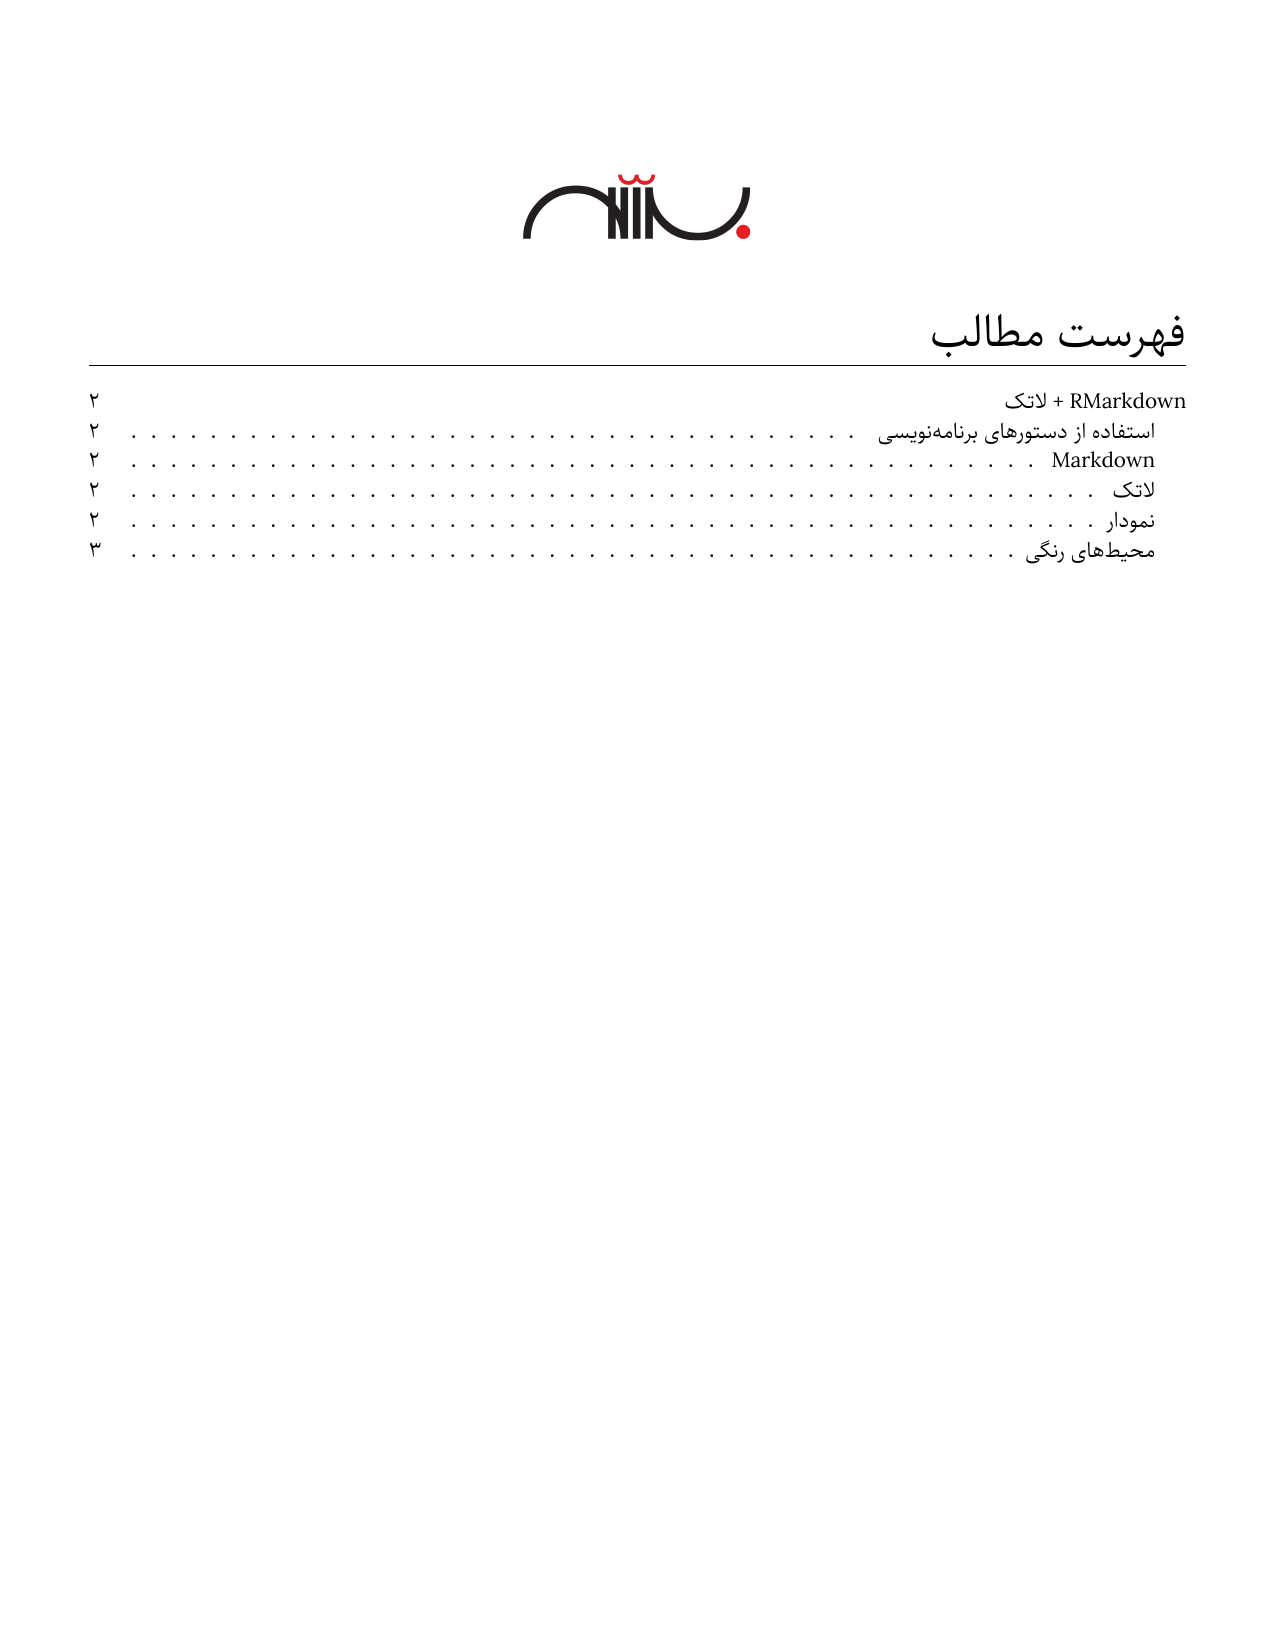 فهرست مطالب
RMarkdown + لاتک ۲
استفاده از دستورهای برنامه‌نویسی . . . . . . . . . . . . . . . . . . . . . . . . . . . . . . . . . . . . . ۲
Markdown . . . . . . . . . . . . . . . . . . . . . . . . . . . . . . . . . . . . . . . . . . . . . . ۲
لاتک . . . . . . . . . . . . . . . . . . . . . . . . . . . . . . . . . . . . . . . . . . . . . . . . . ۲
نمودار . . . . . . . . . . . . . . . . . . . . . . . . . . . . . . . . . . . . . . . . . . . . . . . . . ۲
محیط‌های رنگی . . . . . . . . . . . . . . . . . . . . . . . . . . . . . . . . . . . . . . . . . . . . . ۳